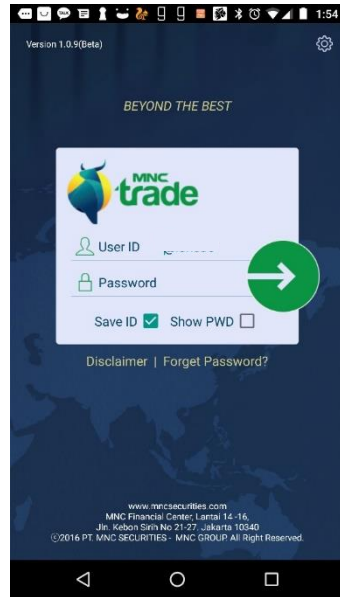 1:54
Version 1.0.9(Beta)
BEYOND THE BEST
MNC
trade
User ID
Password
Save ID Show PWD
Disclaimer | Forget Password?
www.mncsecurities.com
MNC Financial Center, Lantai 14 -16,
Jln. Kebon Sirih No 21-27. Jakarta 10340
©2016 PT. MNC SECURITIES - MNC GROUP. All Right Reserved.